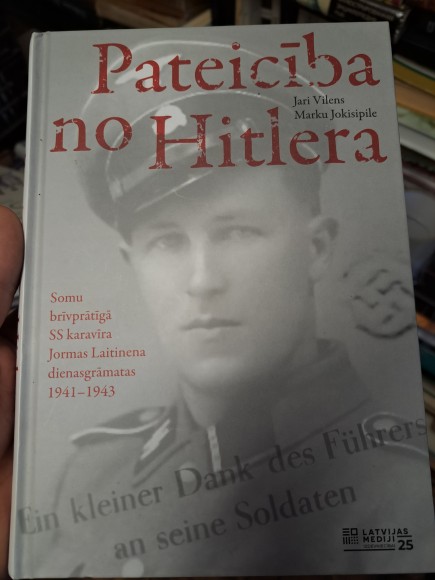 Pateicība
no Hitlera
Jari Vilens
Marku Jokisipile
Somu
brīvprātīgā
SS karavīra
Jormas Laitinena
dienasgrāmatas
1941–1943
Ein kleiner Dank des Führers
an seine Soldaten
LATVIJAS
MEDIJI
25